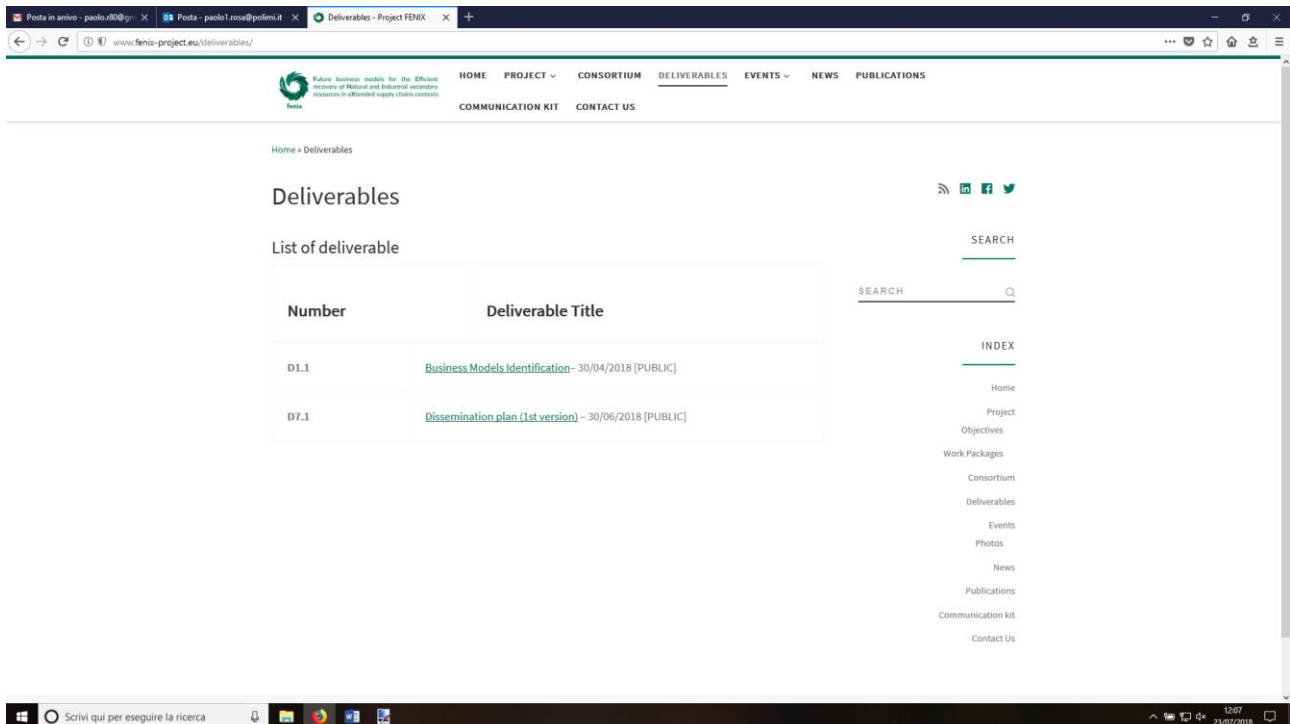 Posta in arrivo - paolo.r80@gm
Posta - paolo1.rosa@polimi.it
Deliverables - Project FENIX
www.fenix-project.eu/deliverables/
fenix
Future business models for the Efficient
recovery of Natural and Industrial secondary
resources in eXtended supply chains contexts
HOME PROJECT CONSORTIUM DELIVERABLES EVENTS NEWS PUBLICATIONS
COMMUNICATION KIT CONTACT US
Home » Deliverables
Deliverables
List of deliverable
Number Deliverable Title
D1.1 Business Models Identification– 30/04/2018 [PUBLIC]
D7.1 Dissemination plan (1st version) – 30/06/2018 [PUBLIC]
SEARCH
SEARCH
INDEX
Home
Project
Objectives
Work Packages
Consortium
Deliverables
Events
Photos
News
Publications
Communication kit
Contact Us
Scrivi qui per eseguire la ricerca
12:07
23/07/2018